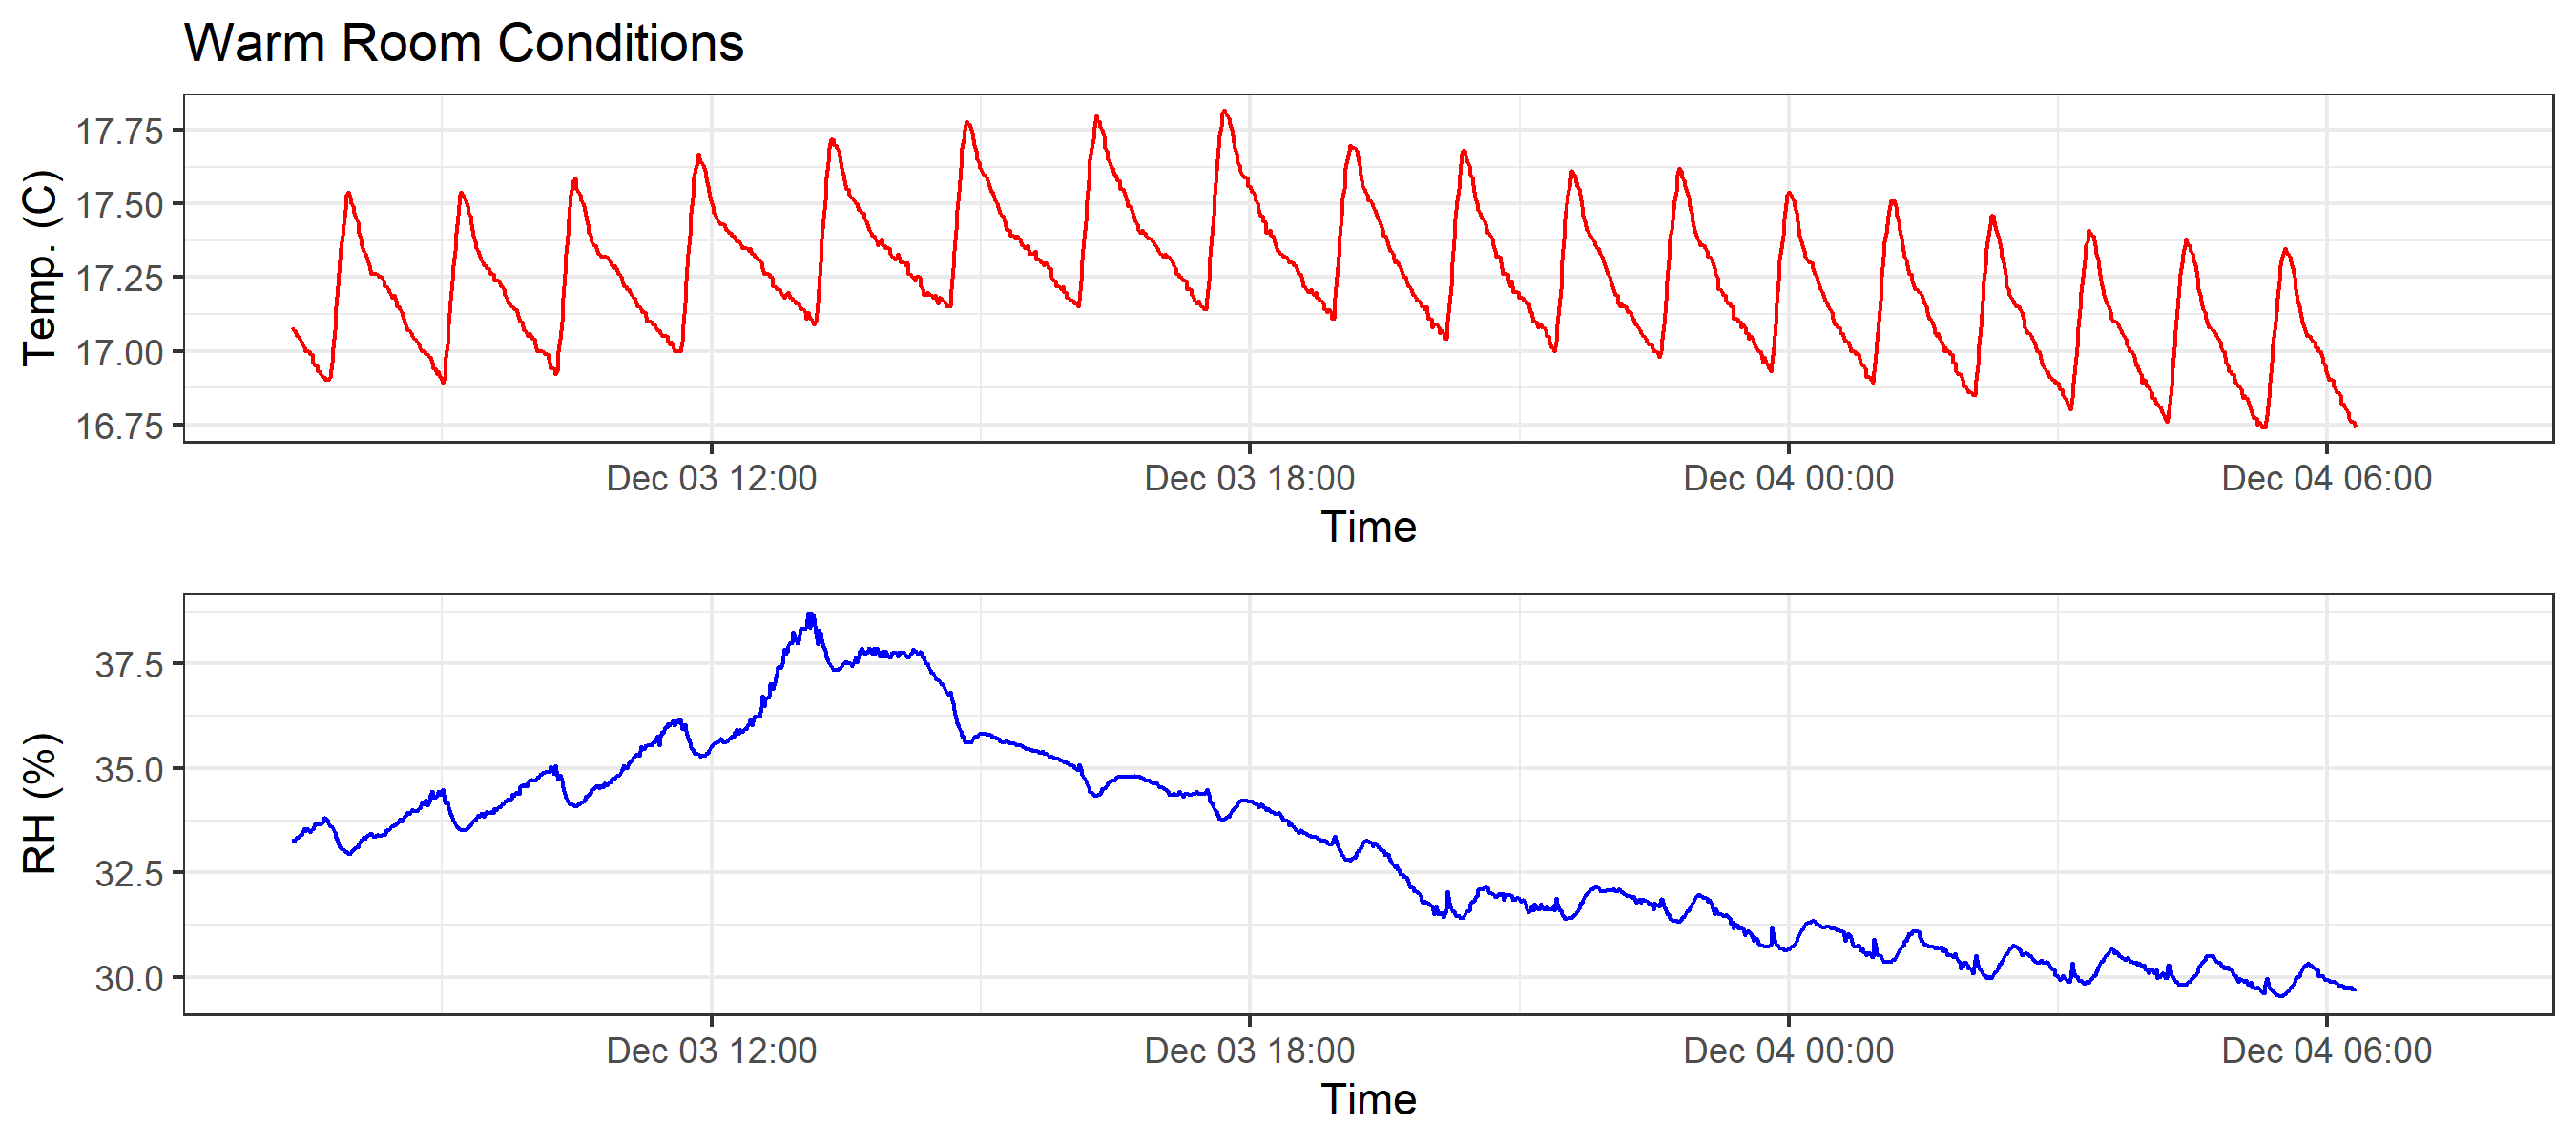 Warm Room Conditions
Temp. (C)
17.75
17.50
17.25
17.00
16.75
Dec 03 12:00 Dec 03 18:00 Dec 04 00:00 Dec 04 06:00
Time
RH (%)
37.5
35.0
32.5
30.0
Dec 03 12:00 Dec 03 18:00 Dec 04 00:00 Dec 04 06:00
Time